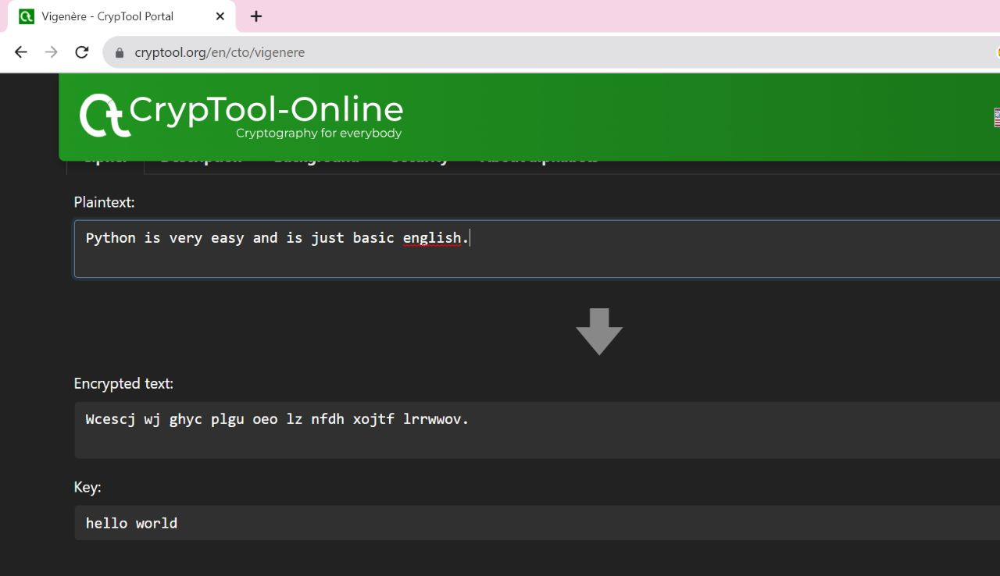 Vigenère - CrypTool Portal
cryptool.org/en/cto/vigenere
CrypTool-Online
Cryptography for everybody
Plaintext:
Python is very easy and is just basic english.
Encrypted text:
Wcescj wj ghyc plgu oeo lz nfdh xojtf lrrwwov.
Key:
hello world